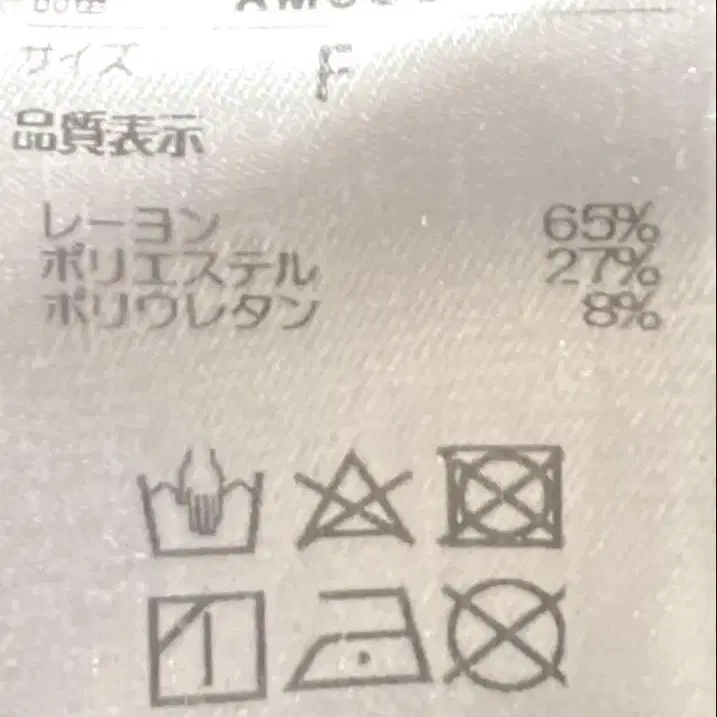 サイズ F
品質表示
レーヨン 65%
ポリエステル 27%
ポリウレタン 8%